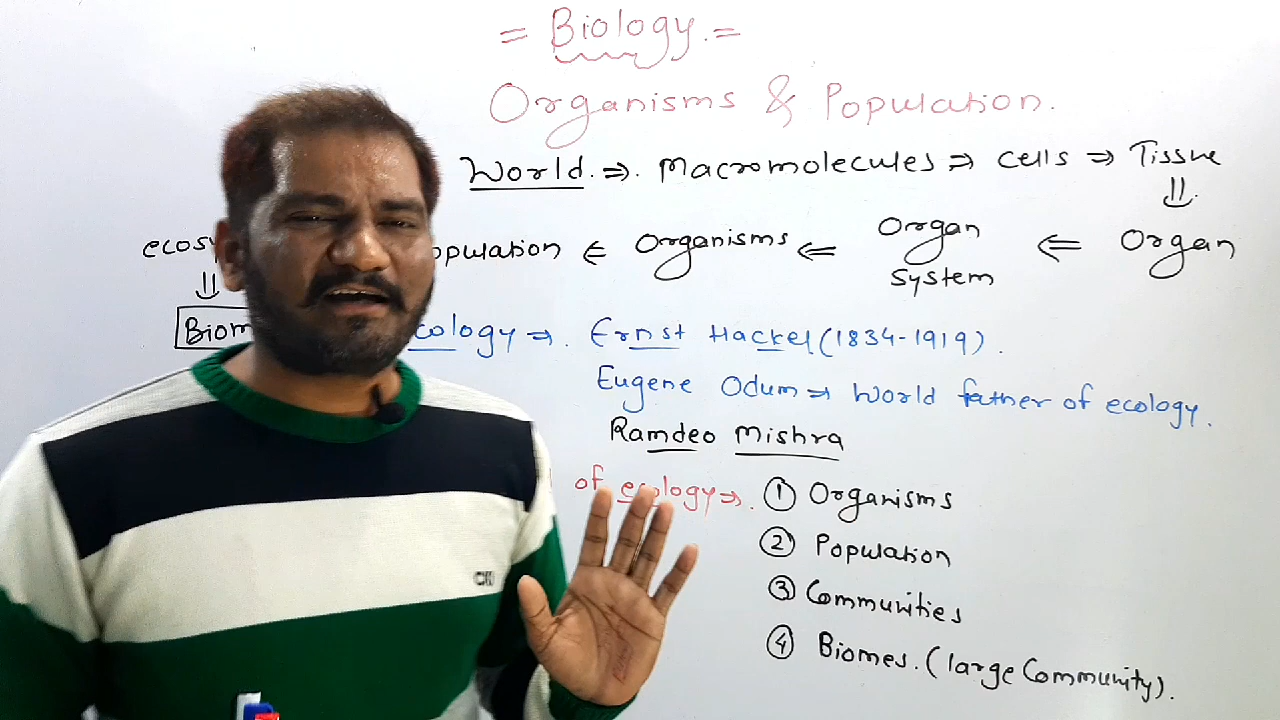 = Biology. =
Organisms & Population.
World. ⇒. Macromolecules ⇒ cells ⇒ Tissue
⇓
ecosy opulation ⇐ Organisms ⇐ Organ system ⇐ Organ
⇓
Biom cology ⇒. Ernst Hackel (1834-1919).
Eugene Odum ⇒ World father of ecology.
Ramdeo Mishra
of ecology ⇒. ① Organisms
② Population
③ Communities
④ Biomes. (large Community).
CKJ